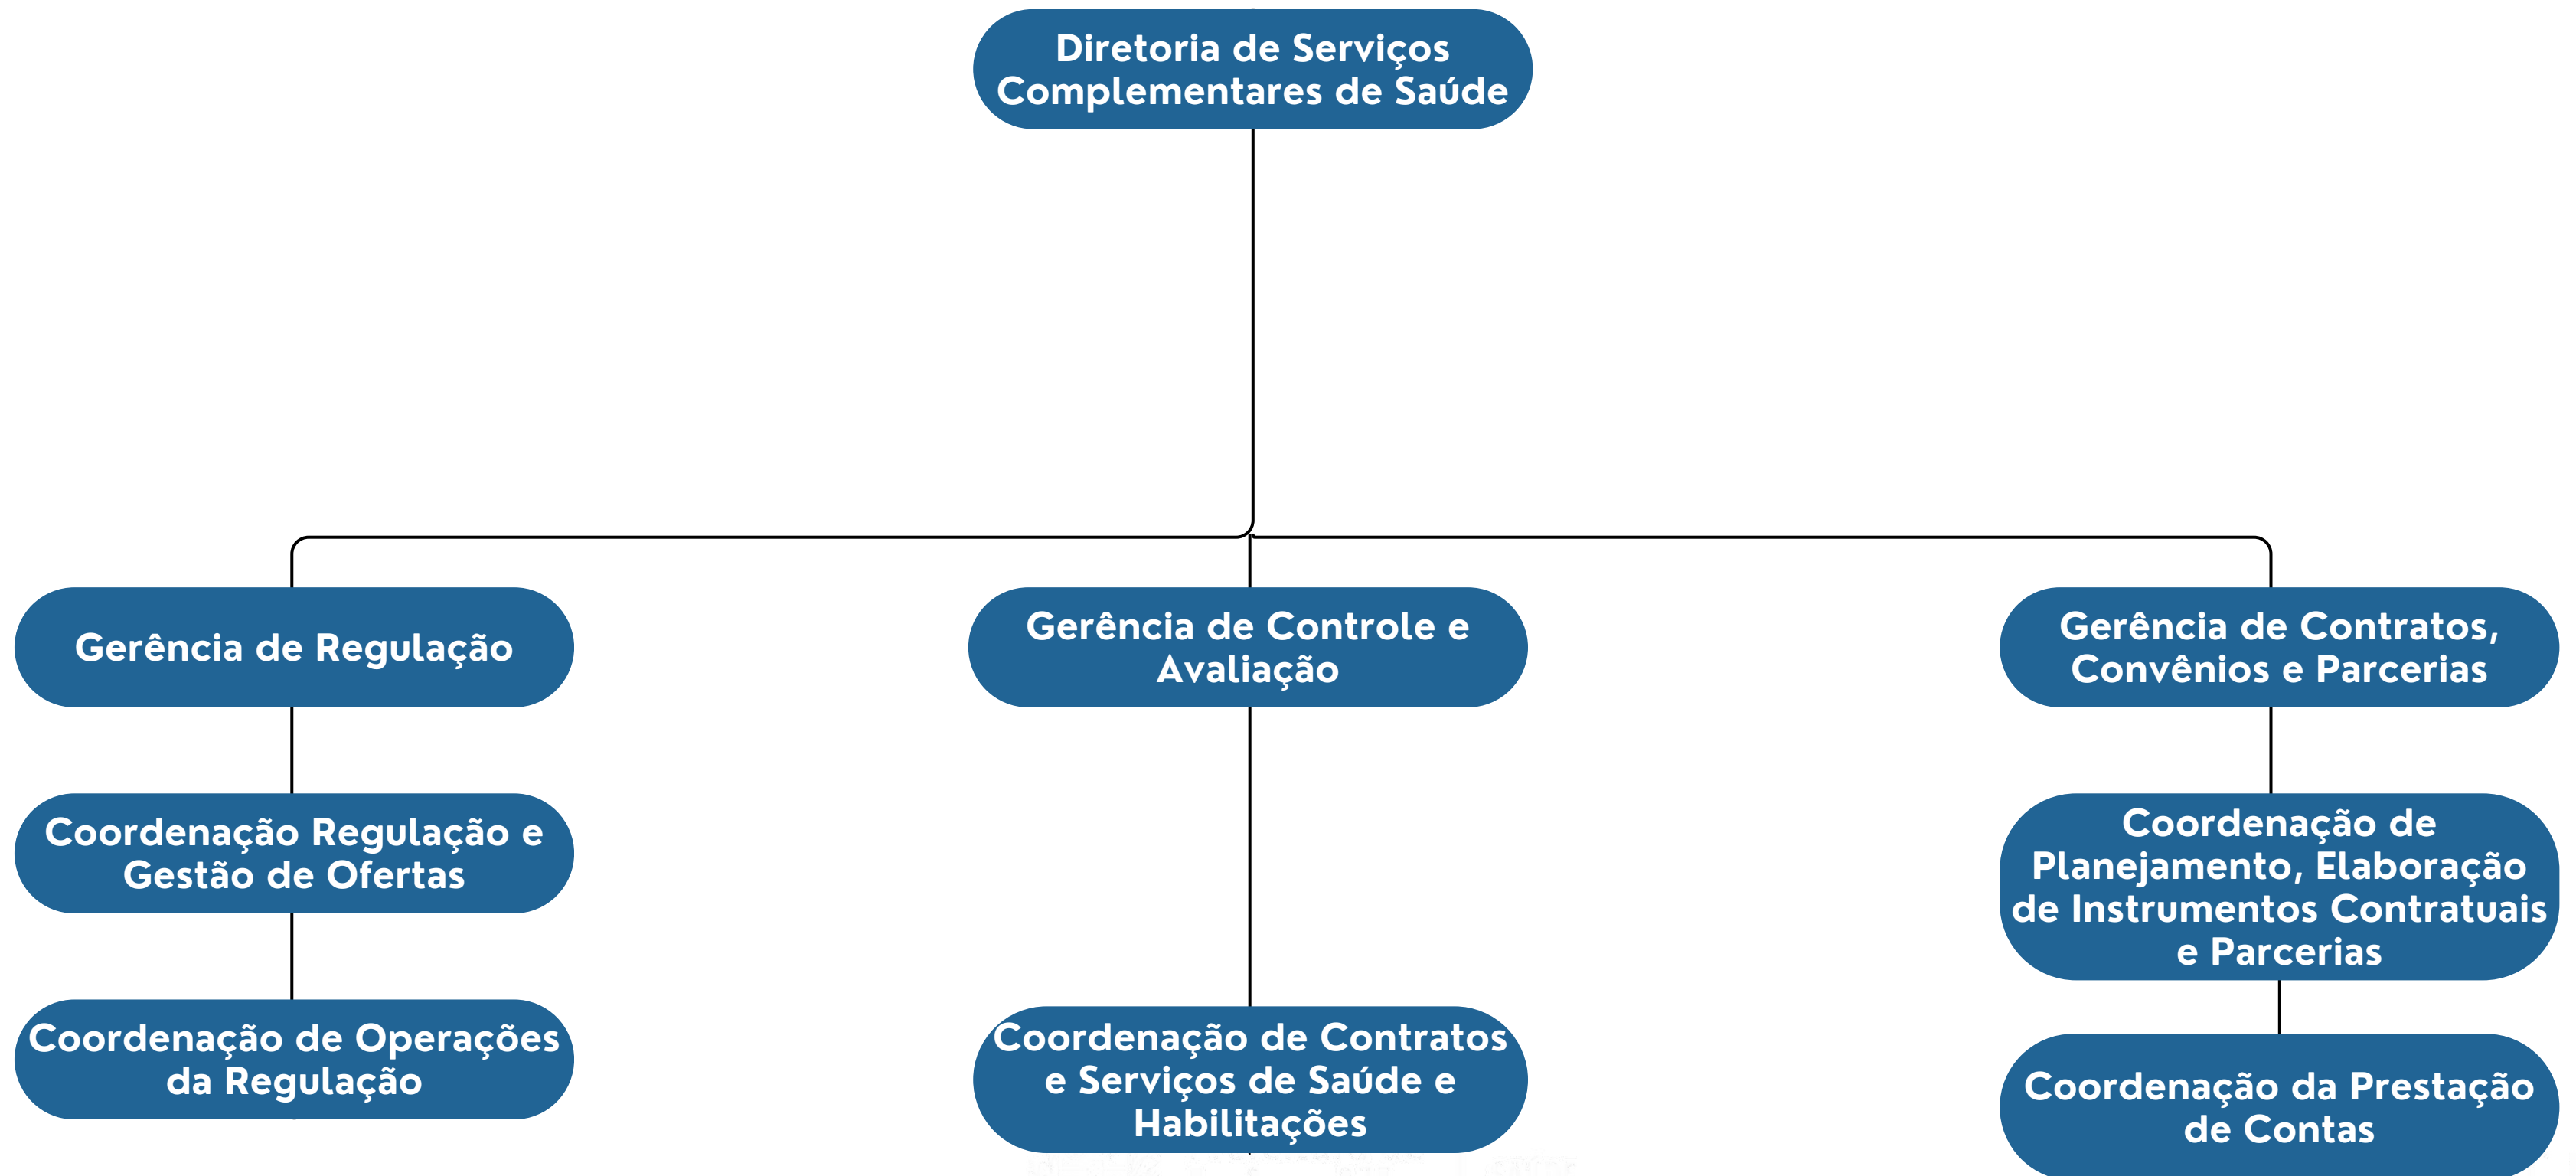 Diretoria de Serviços
Complementares de Saúde
Gerência de Regulação
Gerência de Controle e
Avaliação
Gerência de Contratos,
Convênios e Parcerias
Coordenação Regulação e
Gestão de Ofertas
Coordenação de
Planejamento, Elaboração
de Instrumentos Contratuais
e Parcerias
Coordenação de Operações
da Regulação
Coordenação de Contratos
e Serviços de Saúde e
Habilitações
Coordenação da Prestação
de Contas